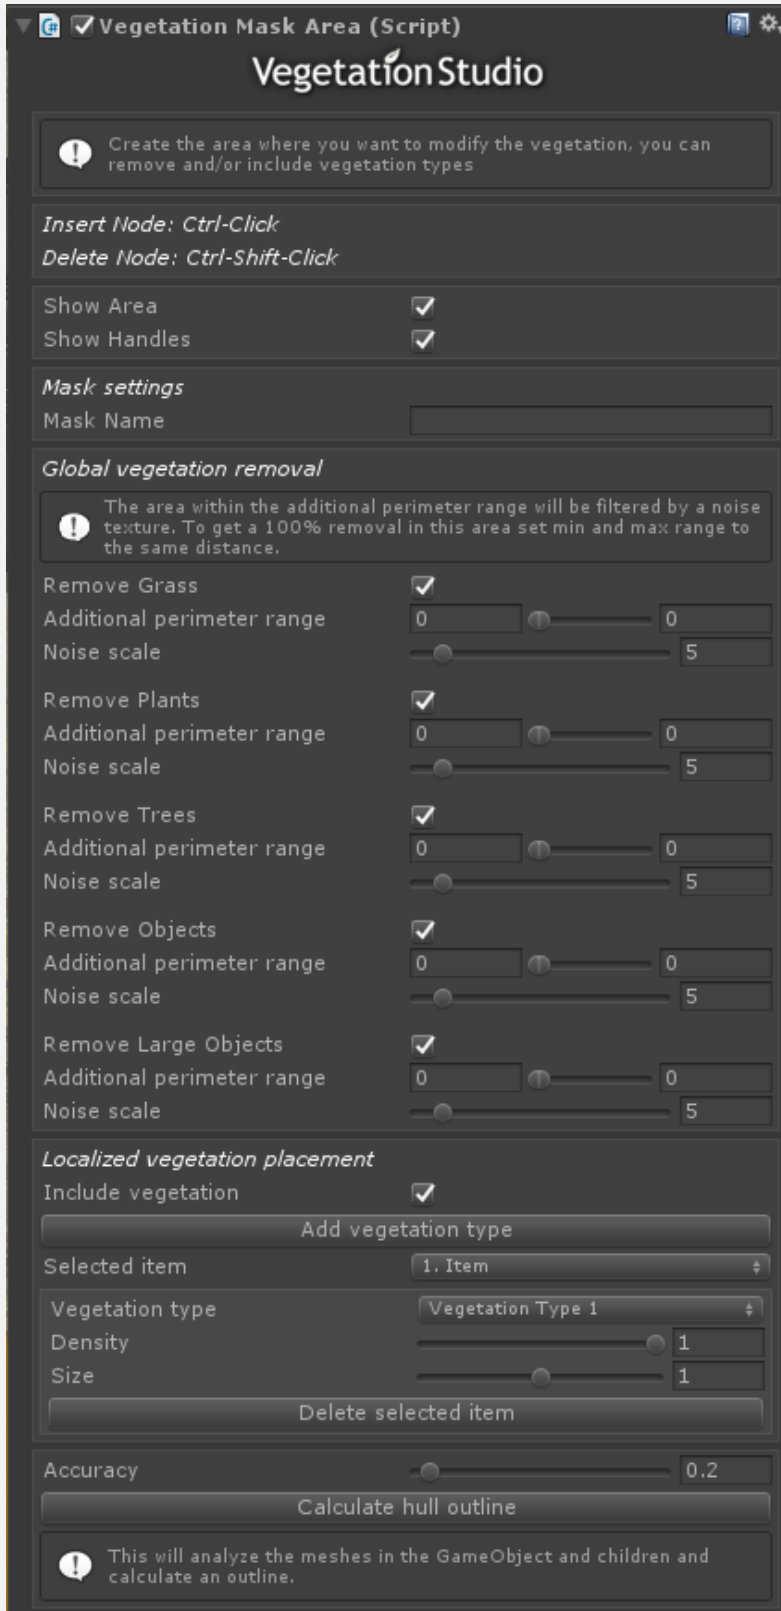 Vegetation Mask Area (Script)
Vegetation Studio
Create the area where you want to modify the vegetation, you can
remove and/or include vegetation types
Insert Node: Ctrl-Click
Delete Node: Ctrl-Shift-Click
Show Area
Show Handles
Mask settings
Mask Name
Global vegetation removal
The area within the additional perimeter range will be filtered by a noise
texture. To get a 100% removal in this area set min and max range to
the same distance.
Remove Grass
Additional perimeter range 0 0
Noise scale 5
Remove Plants
Additional perimeter range 0 0
Noise scale 5
Remove Trees
Additional perimeter range 0 0
Noise scale 5
Remove Objects
Additional perimeter range 0 0
Noise scale 5
Remove Large Objects
Additional perimeter range 0 0
Noise scale 5
Localized vegetation placement
Include vegetation
Add vegetation type
Selected item 1. Item
Vegetation type Vegetation Type 1
Density 1
Size 1
Delete selected item
Accuracy 0.2
Calculate hull outline
This will analyze the meshes in the GameObject and children and
calculate an outline.